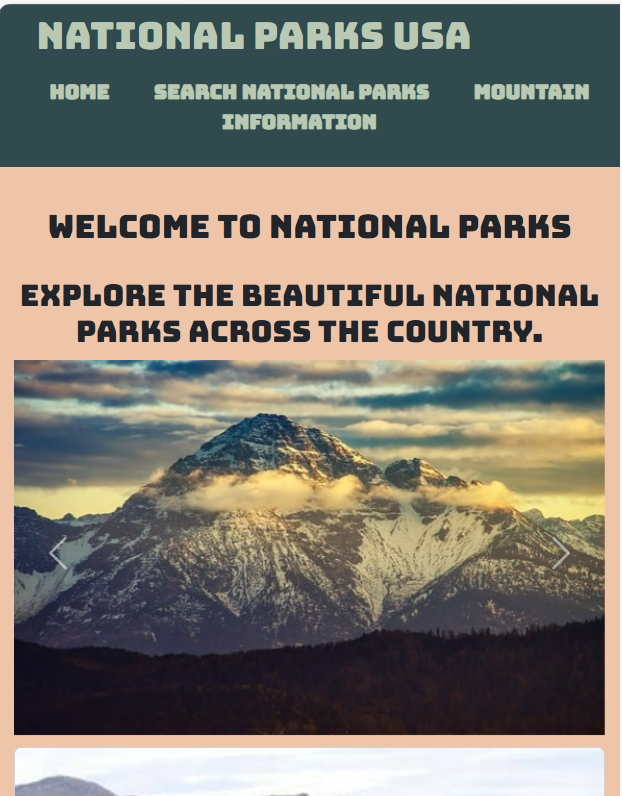 NATIONAL PARKS USA
HOME SEARCH NATIONAL PARKS MOUNTAIN
INFORMATION
WELCOME TO NATIONAL PARKS
EXPLORE THE BEAUTIFUL NATIONAL
PARKS ACROSS THE COUNTRY.